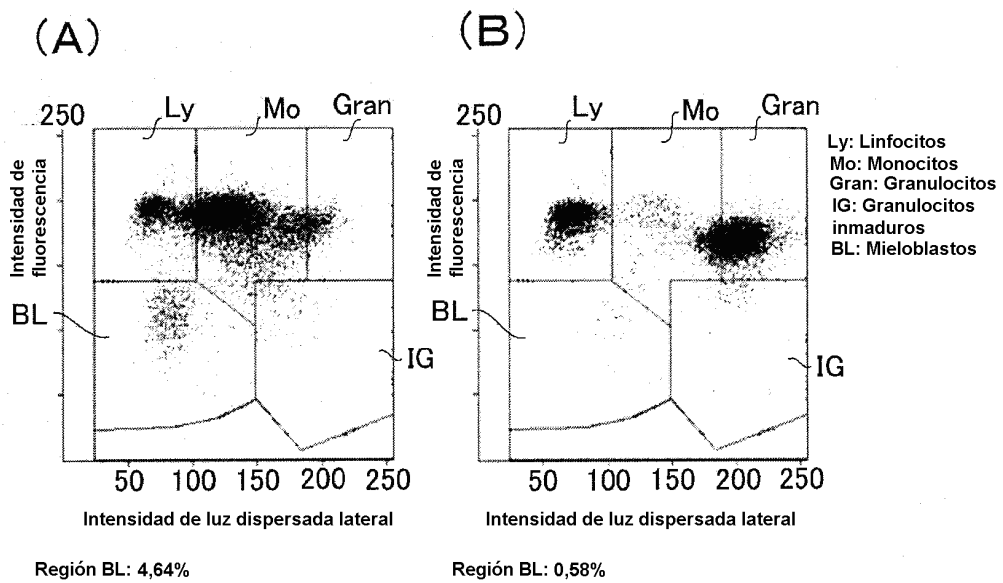 (A)
(B)
250
Ly
Mo
Gran
Intensidad de
fluorescencia
BL
IG
50 100 150 200 250
Intensidad de luz dispersada lateral
Región BL: 4,64%
250
Ly
Mo
Gran
Intensidad de
fluorescencia
BL
IG
50 100 150 200 250
Intensidad de luz dispersada lateral
Región BL: 0,58%
Ly: Linfocitos
Mo: Monocitos
Gran: Granulocitos
IG: Granulocitos
inmaduros
BL: Mieloblastos